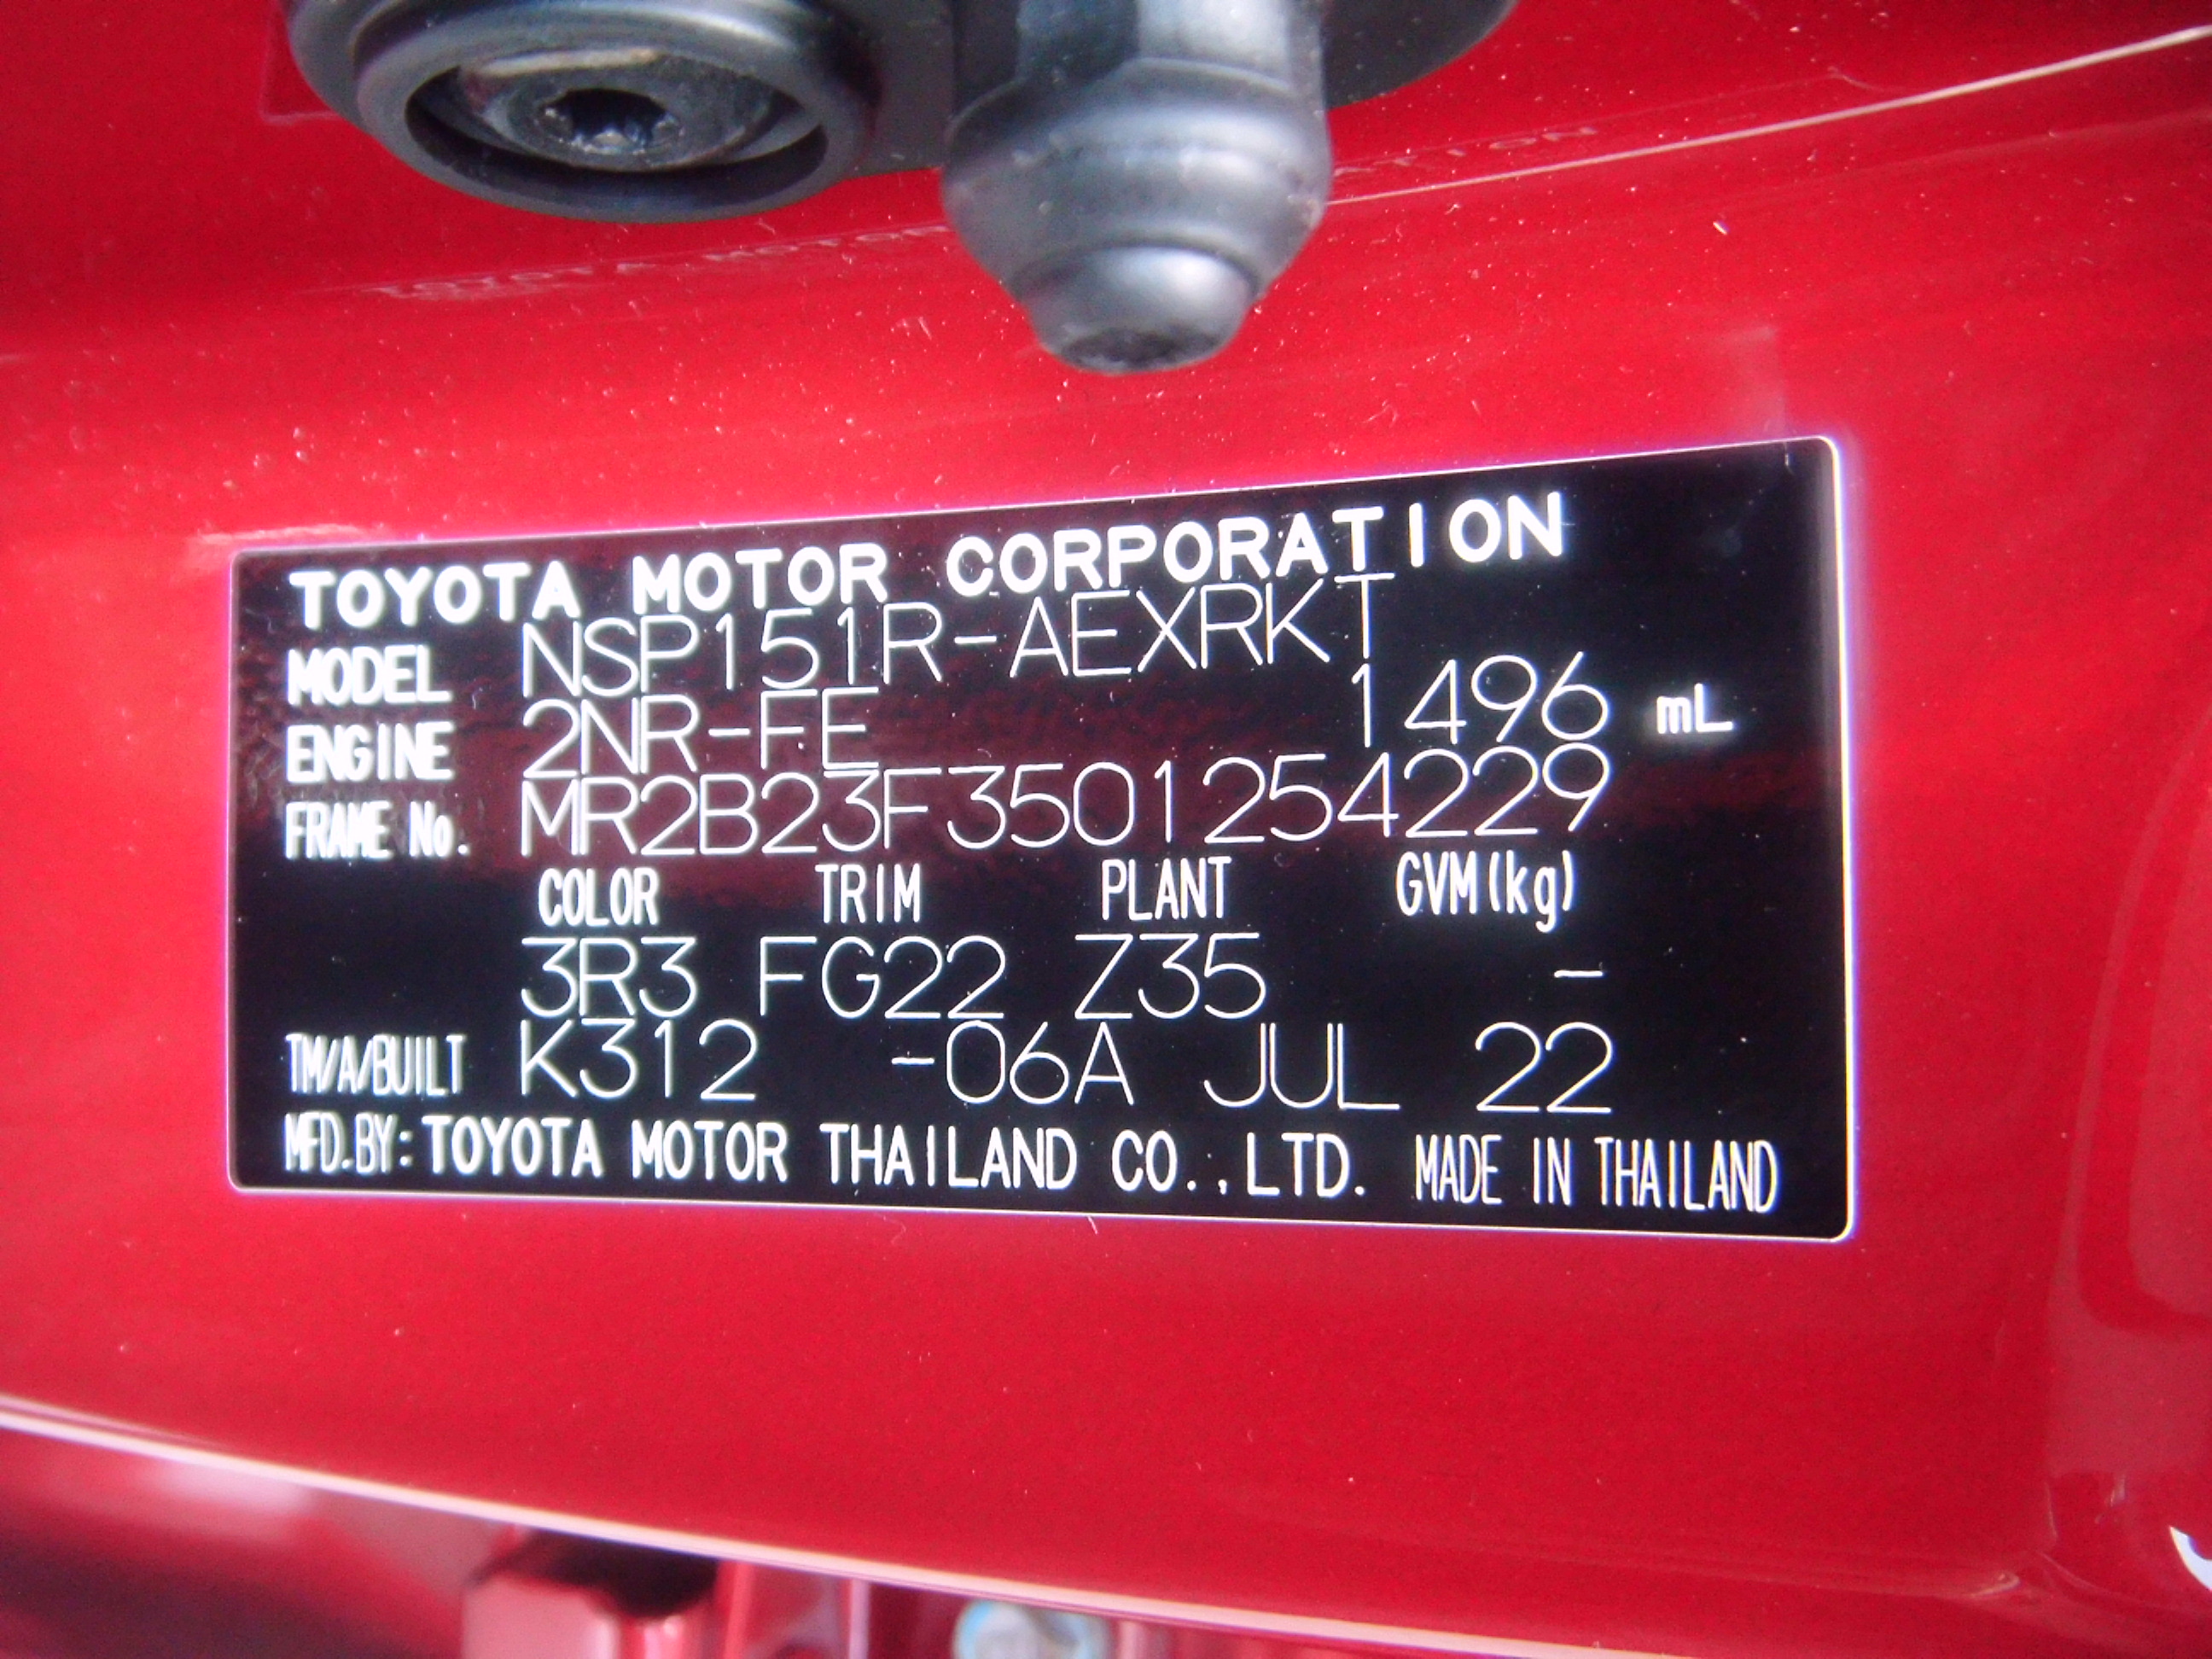 TOYOTA MOTOR CORPORATION
MODEL NSP151R-AEXRKT
ENGINE 2NR-FE 1496 mL
FRAME No. MR2B23F3501254229
COLOR TRIM PLANT GVM(kg)
3R3 FG22 Z35 -
TM/A/BUILT K312 -06A JUL 22
MFD.BY: TOYOTA MOTOR THAILAND CO.,LTD. MADE IN THAILAND